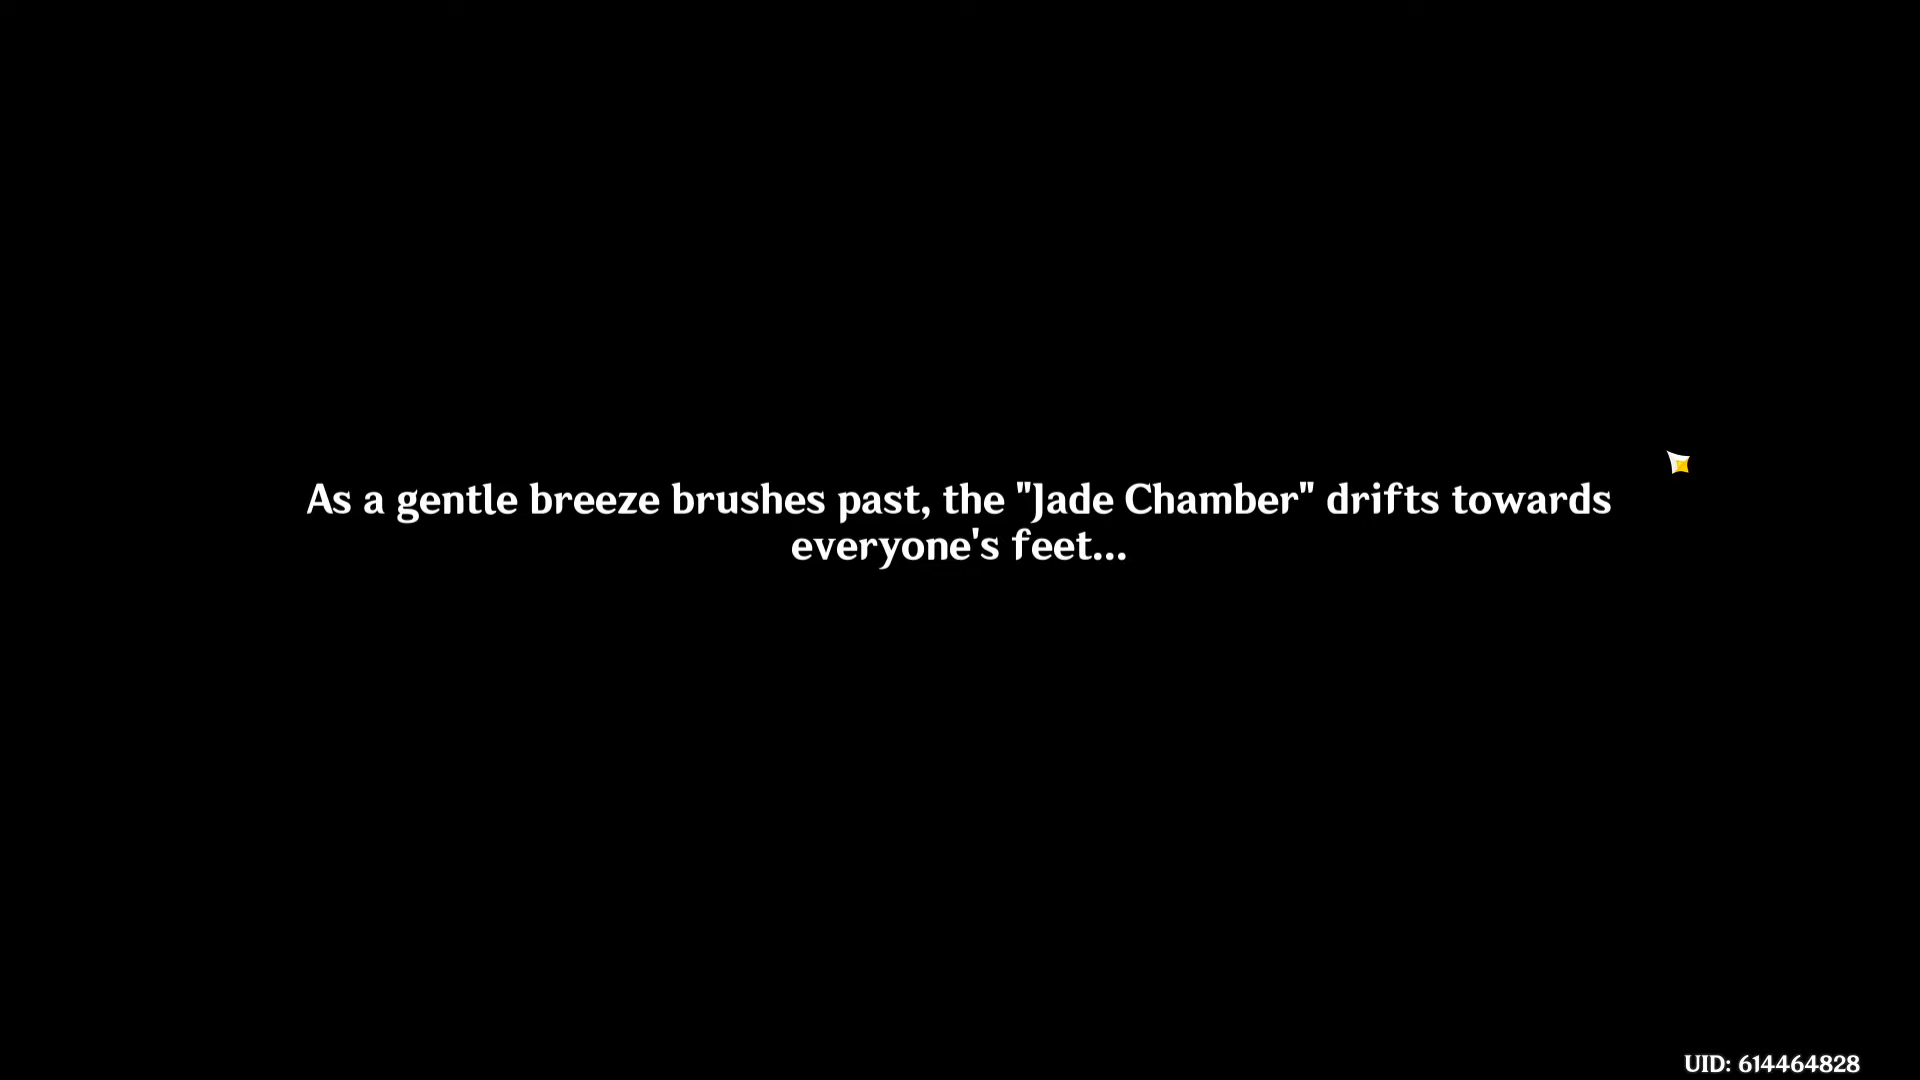 As a gentle breeze brushes past, the "Jade Chamber" drifts towards
everyone's feet...
UID: 614464828